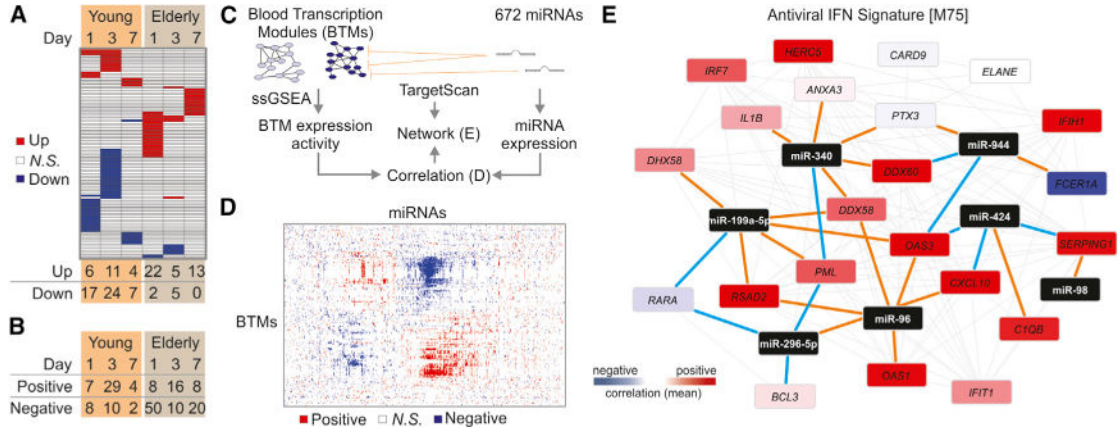 A
Young Elderly
Day 1 3 7 1 3 7
Up
N.S.
Down
Up 6 11 4 22 5 13
Down 17 24 7 2 5 0
B
Young Elderly
Day 1 3 7 1 3 7
Positive 7 29 4 8 16 8
Negative 8 10 2 50 10 20
C
Blood Transcription
Modules (BTMs)
672 miRNAs
ssGSEA
TargetScan
BTM expression
activity
Network (E)
miRNA
expression
Correlation (D)
D
miRNAs
BTMs
Positive N.S. Negative
E
Antiviral IFN Signature [M75]
HERC5
CARD9
IRF7
ELANE
ANXA3
IL1B
PTX3
IFIH1
miR-340
miR-944
DHX58
DDX60
FCER1A
DDX58
miR-199a-5p
miR-424
OAS3
SERPING1
PML
RARA
RSAD2
CXCL10
miR-98
miR-96
miR-296-5p
C1QB
OAS1
BCL3
IFIT1
negative positive
correlation (mean)